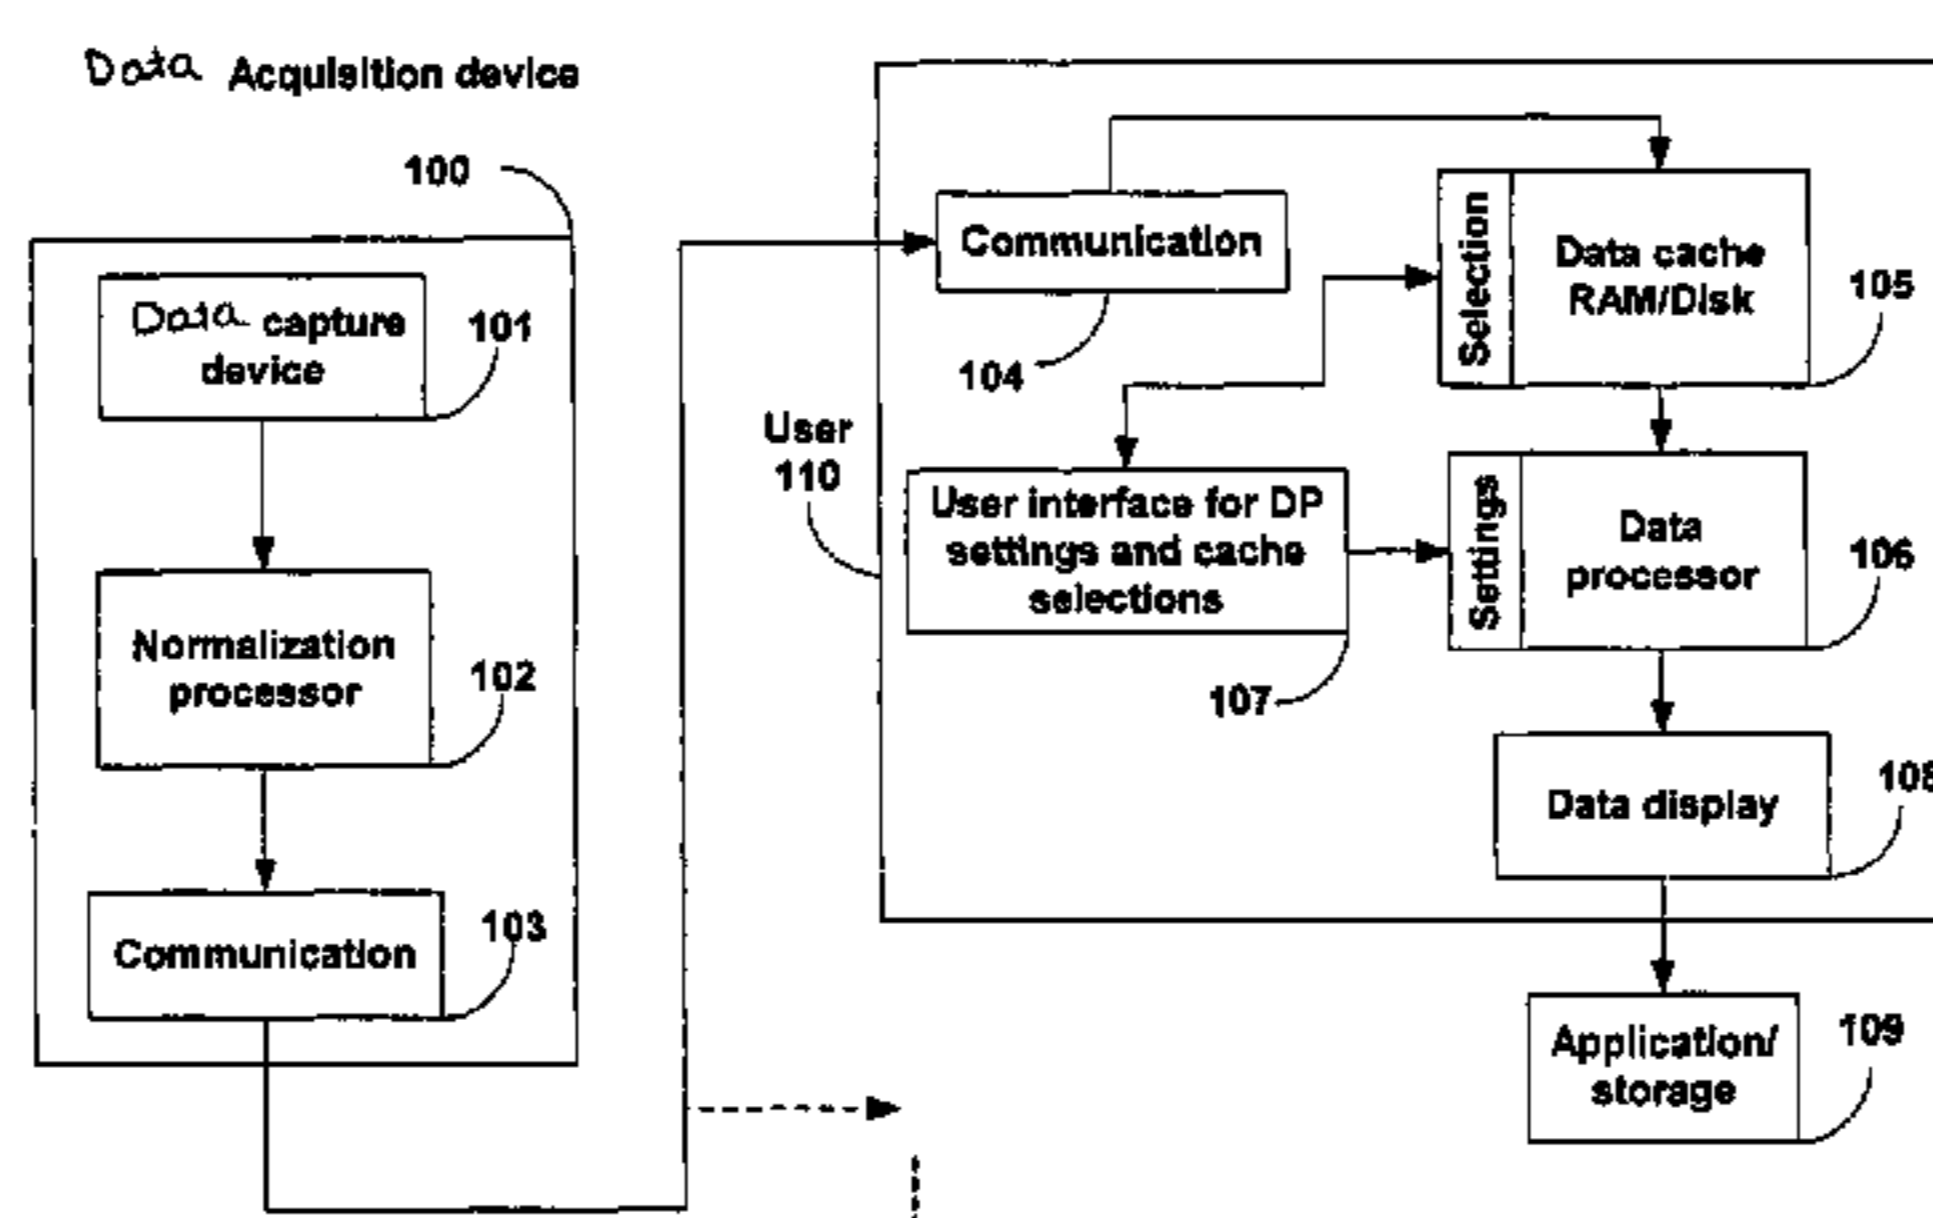 Data Acquisition device
100
Data capture
device
101
Normalization
processor
102
Communication
103
Communication
104
Selection
Data cache
RAM/Disk
105
User
110
User interface for DP
settings and cache
selections
107
Settings
Data
processor
106
Data display
108
Application/
storage
109